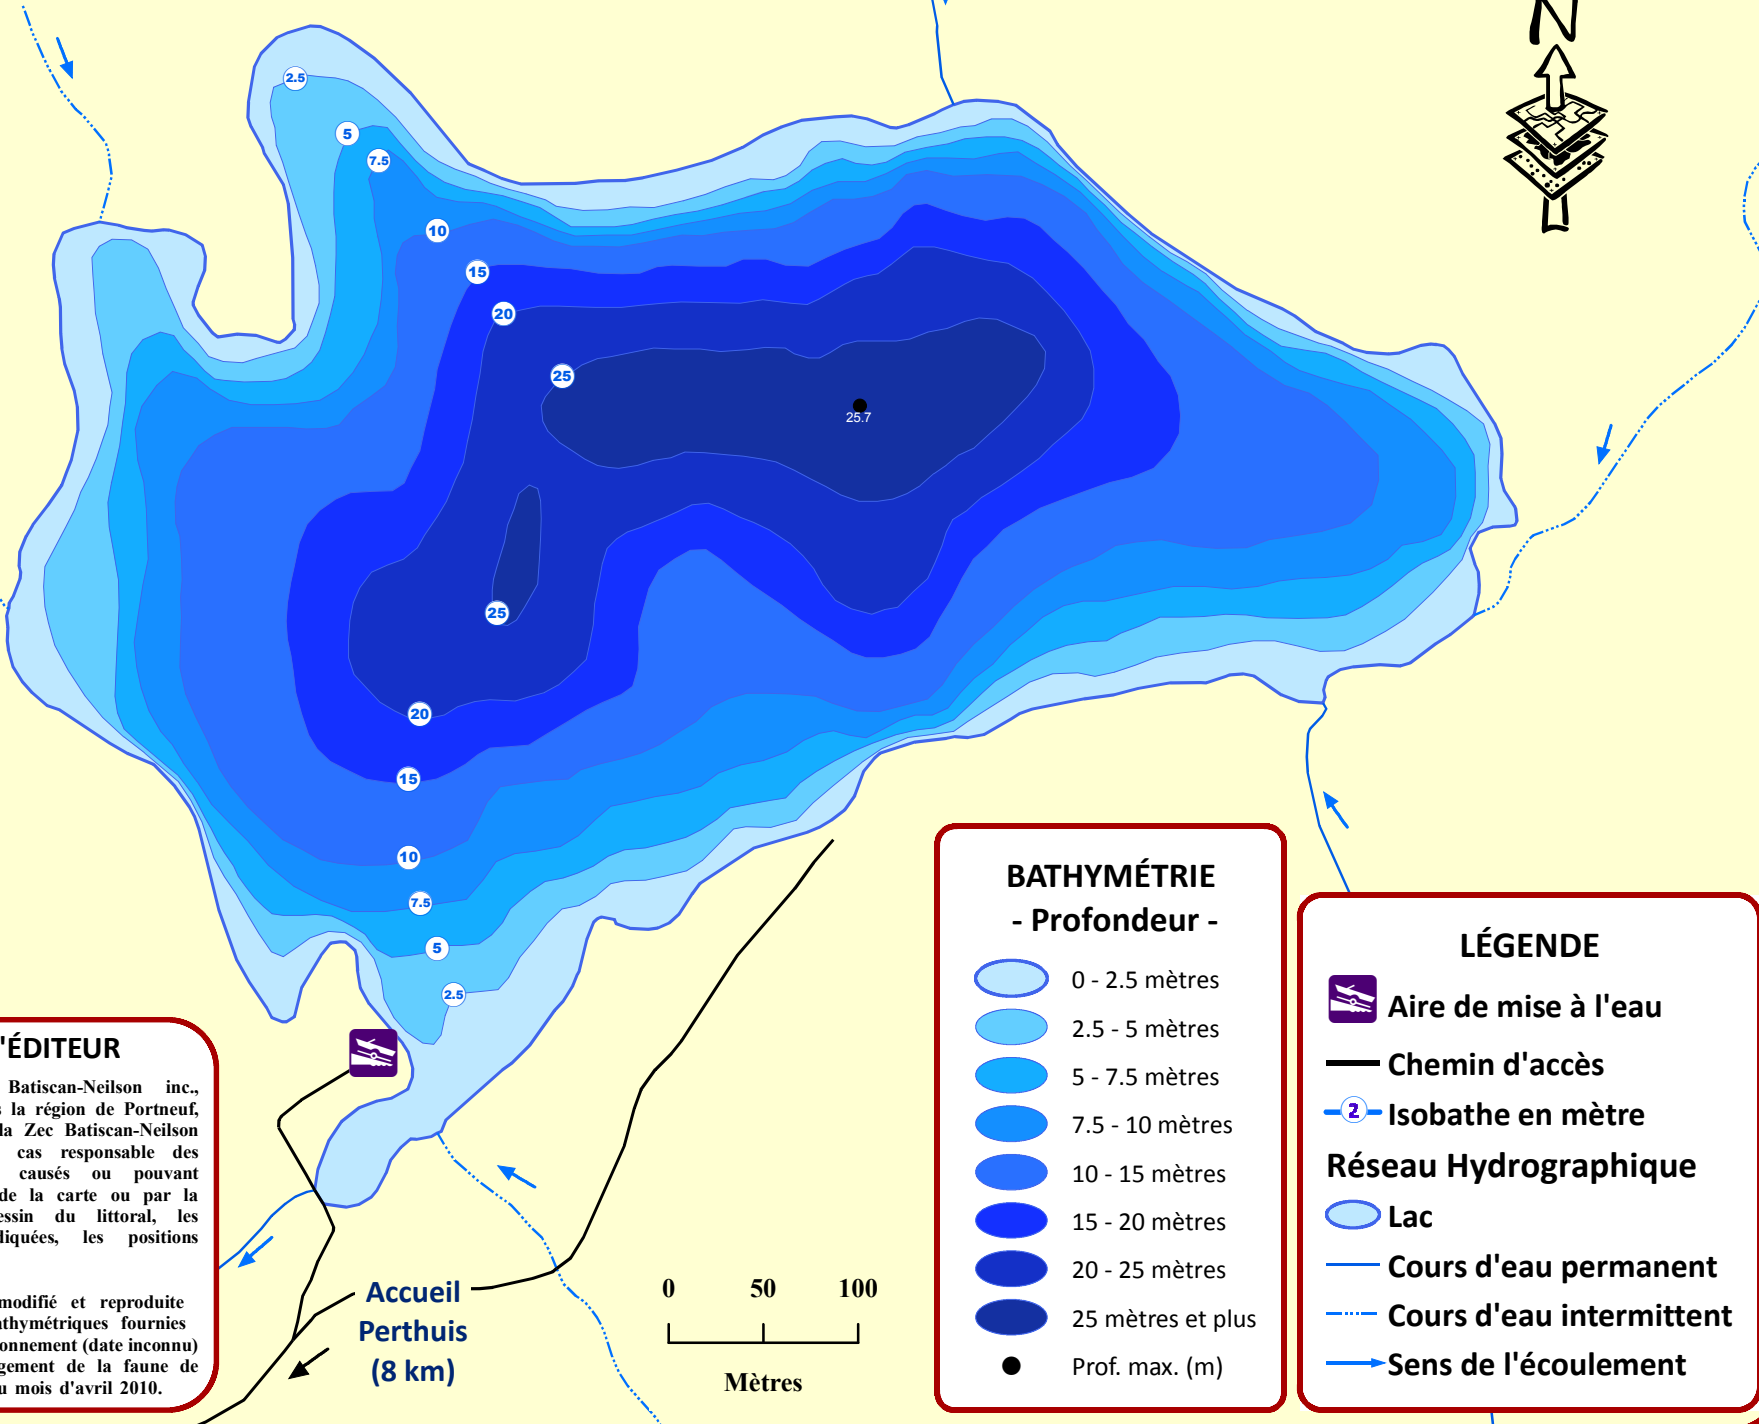 N
2.5
5
7.5
10
15
20
25
25.7
25
20
15
10
7.5
5
2.5
'ÉDITEUR
Batiscan-Neilson inc.,
la région de Portneuf,
la Zec Batiscan-Neilson
cas responsable des
causés ou pouvant
de la carte ou par la
essin du littoral, les
diquées, les positions
modifié et reproduite
thymétriques fournies
onnement (date inconnu)
gement de la faune de
u mois d'avril 2010.
Accueil
Perthuis
(8 km)
0 50 100
Mètres
BATHYMÉTRIE
- Profondeur -
0 - 2.5 mètres
2.5 - 5 mètres
5 - 7.5 mètres
7.5 - 10 mètres
10 - 15 mètres
15 - 20 mètres
20 - 25 mètres
25 mètres et plus
Prof. max. (m)
LÉGENDE
Aire de mise à l'eau
Chemin d'accès
2 Isobathe en mètre
Réseau Hydrographique
Lac
Cours d'eau permanent
Cours d'eau intermittent
Sens de l'écoulement